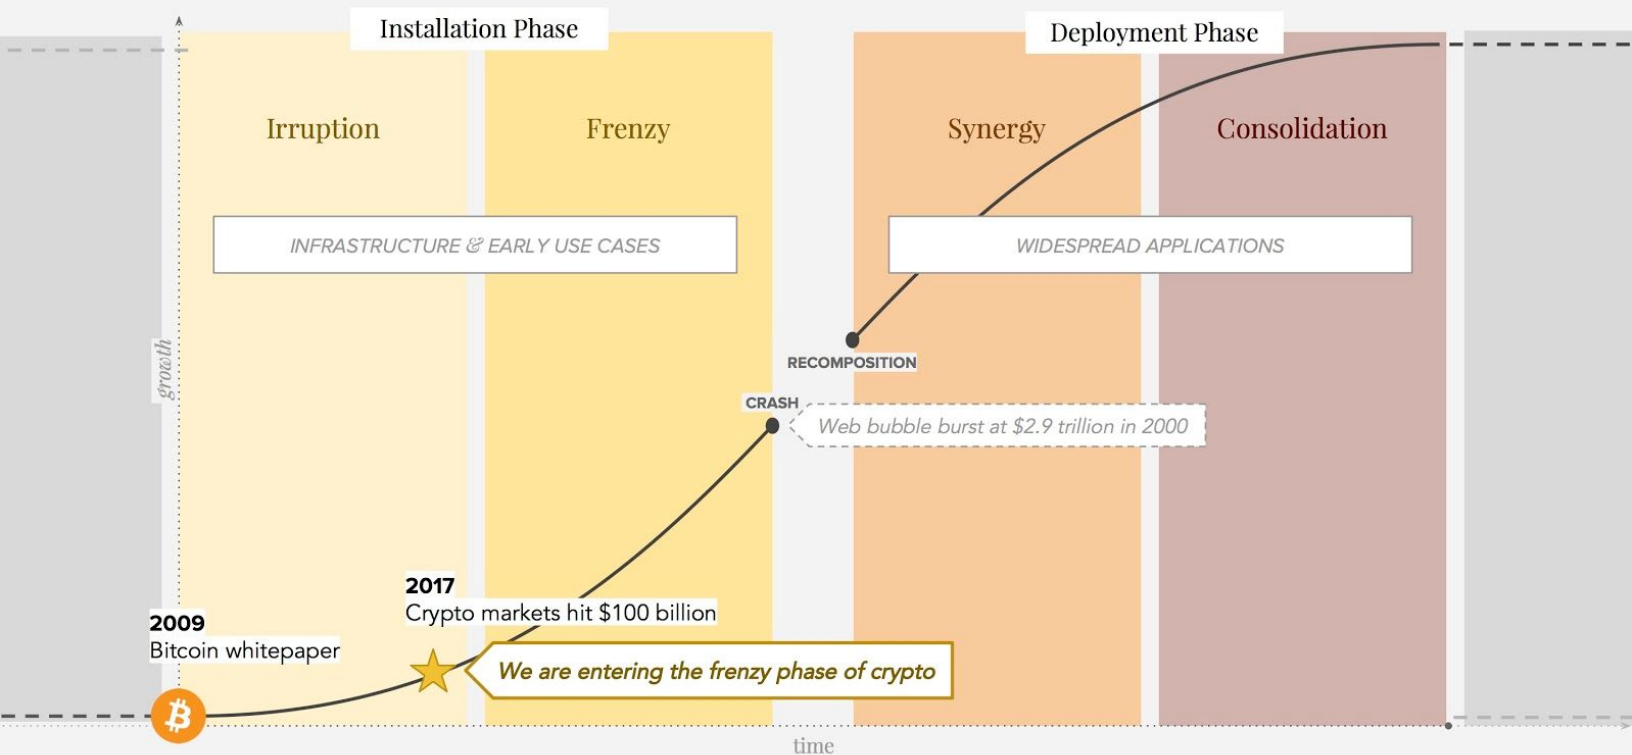 Installation Phase
Deployment Phase
Irruption
Frenzy
Synergy
Consolidation
INFRASTRUCTURE & EARLY USE CASES
WIDESPREAD APPLICATIONS
growth
RECOMPOSITION
CRASH
Web bubble burst at $2.9 trillion in 2000
2017
Crypto markets hit $100 billion
2009
Bitcoin whitepaper
We are entering the frenzy phase of crypto
time